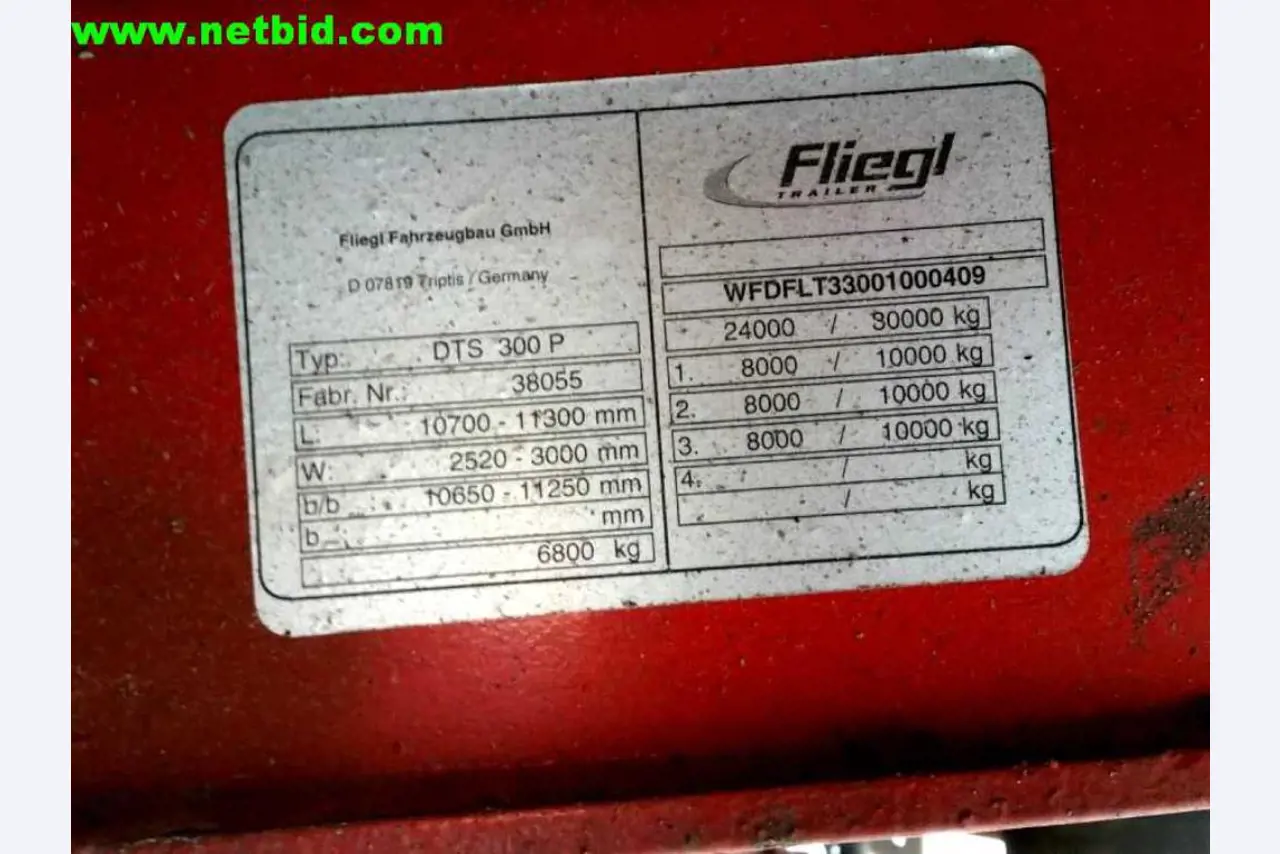 www.netbid.com
Fliegl Fahrzeugbau GmbH
D 07819 Triptis / Germany
Typ: DTS 300 P
Fabr. Nr.: 38055
L: 10700 - 11300 mm
W: 2520 - 3000 mm
b/b : 10650 - 11250 mm
b mm
6800 kg
Fliegl
TRAILER
WFDFLT33001000409
24000 / 30000 kg
1. 8000 / 10000 kg
2. 8000 / 10000 kg
3. 8000 / 10000 kg
4. / kg
/ kg